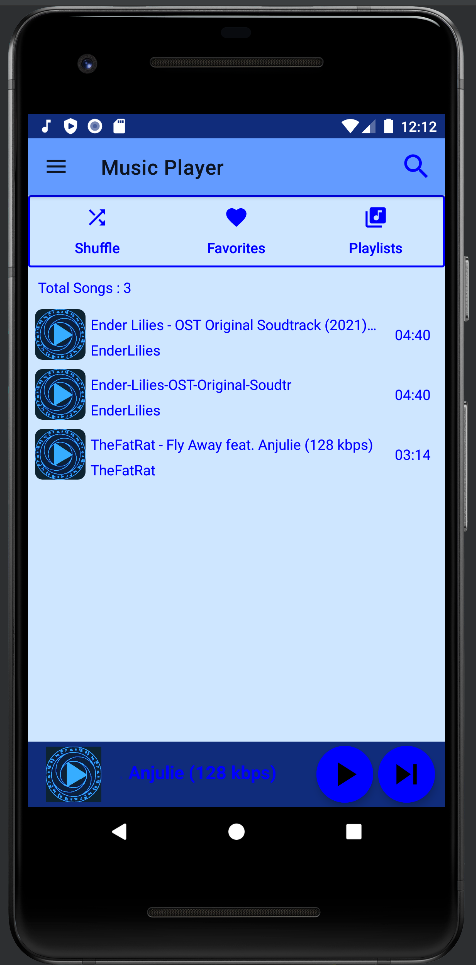 12:12
Music Player
Shuffle Favorites Playlists
Total Songs : 3
Ender Lilies - OST Original Soudtrack (2021)...
04:40
EnderLilies
Ender-Lilies-OST-Original-Soudtr
04:40
EnderLilies
TheFatRat - Fly Away feat. Anjulie (128 kbps)
03:14
TheFatRat
Anjulie (128 kbps)